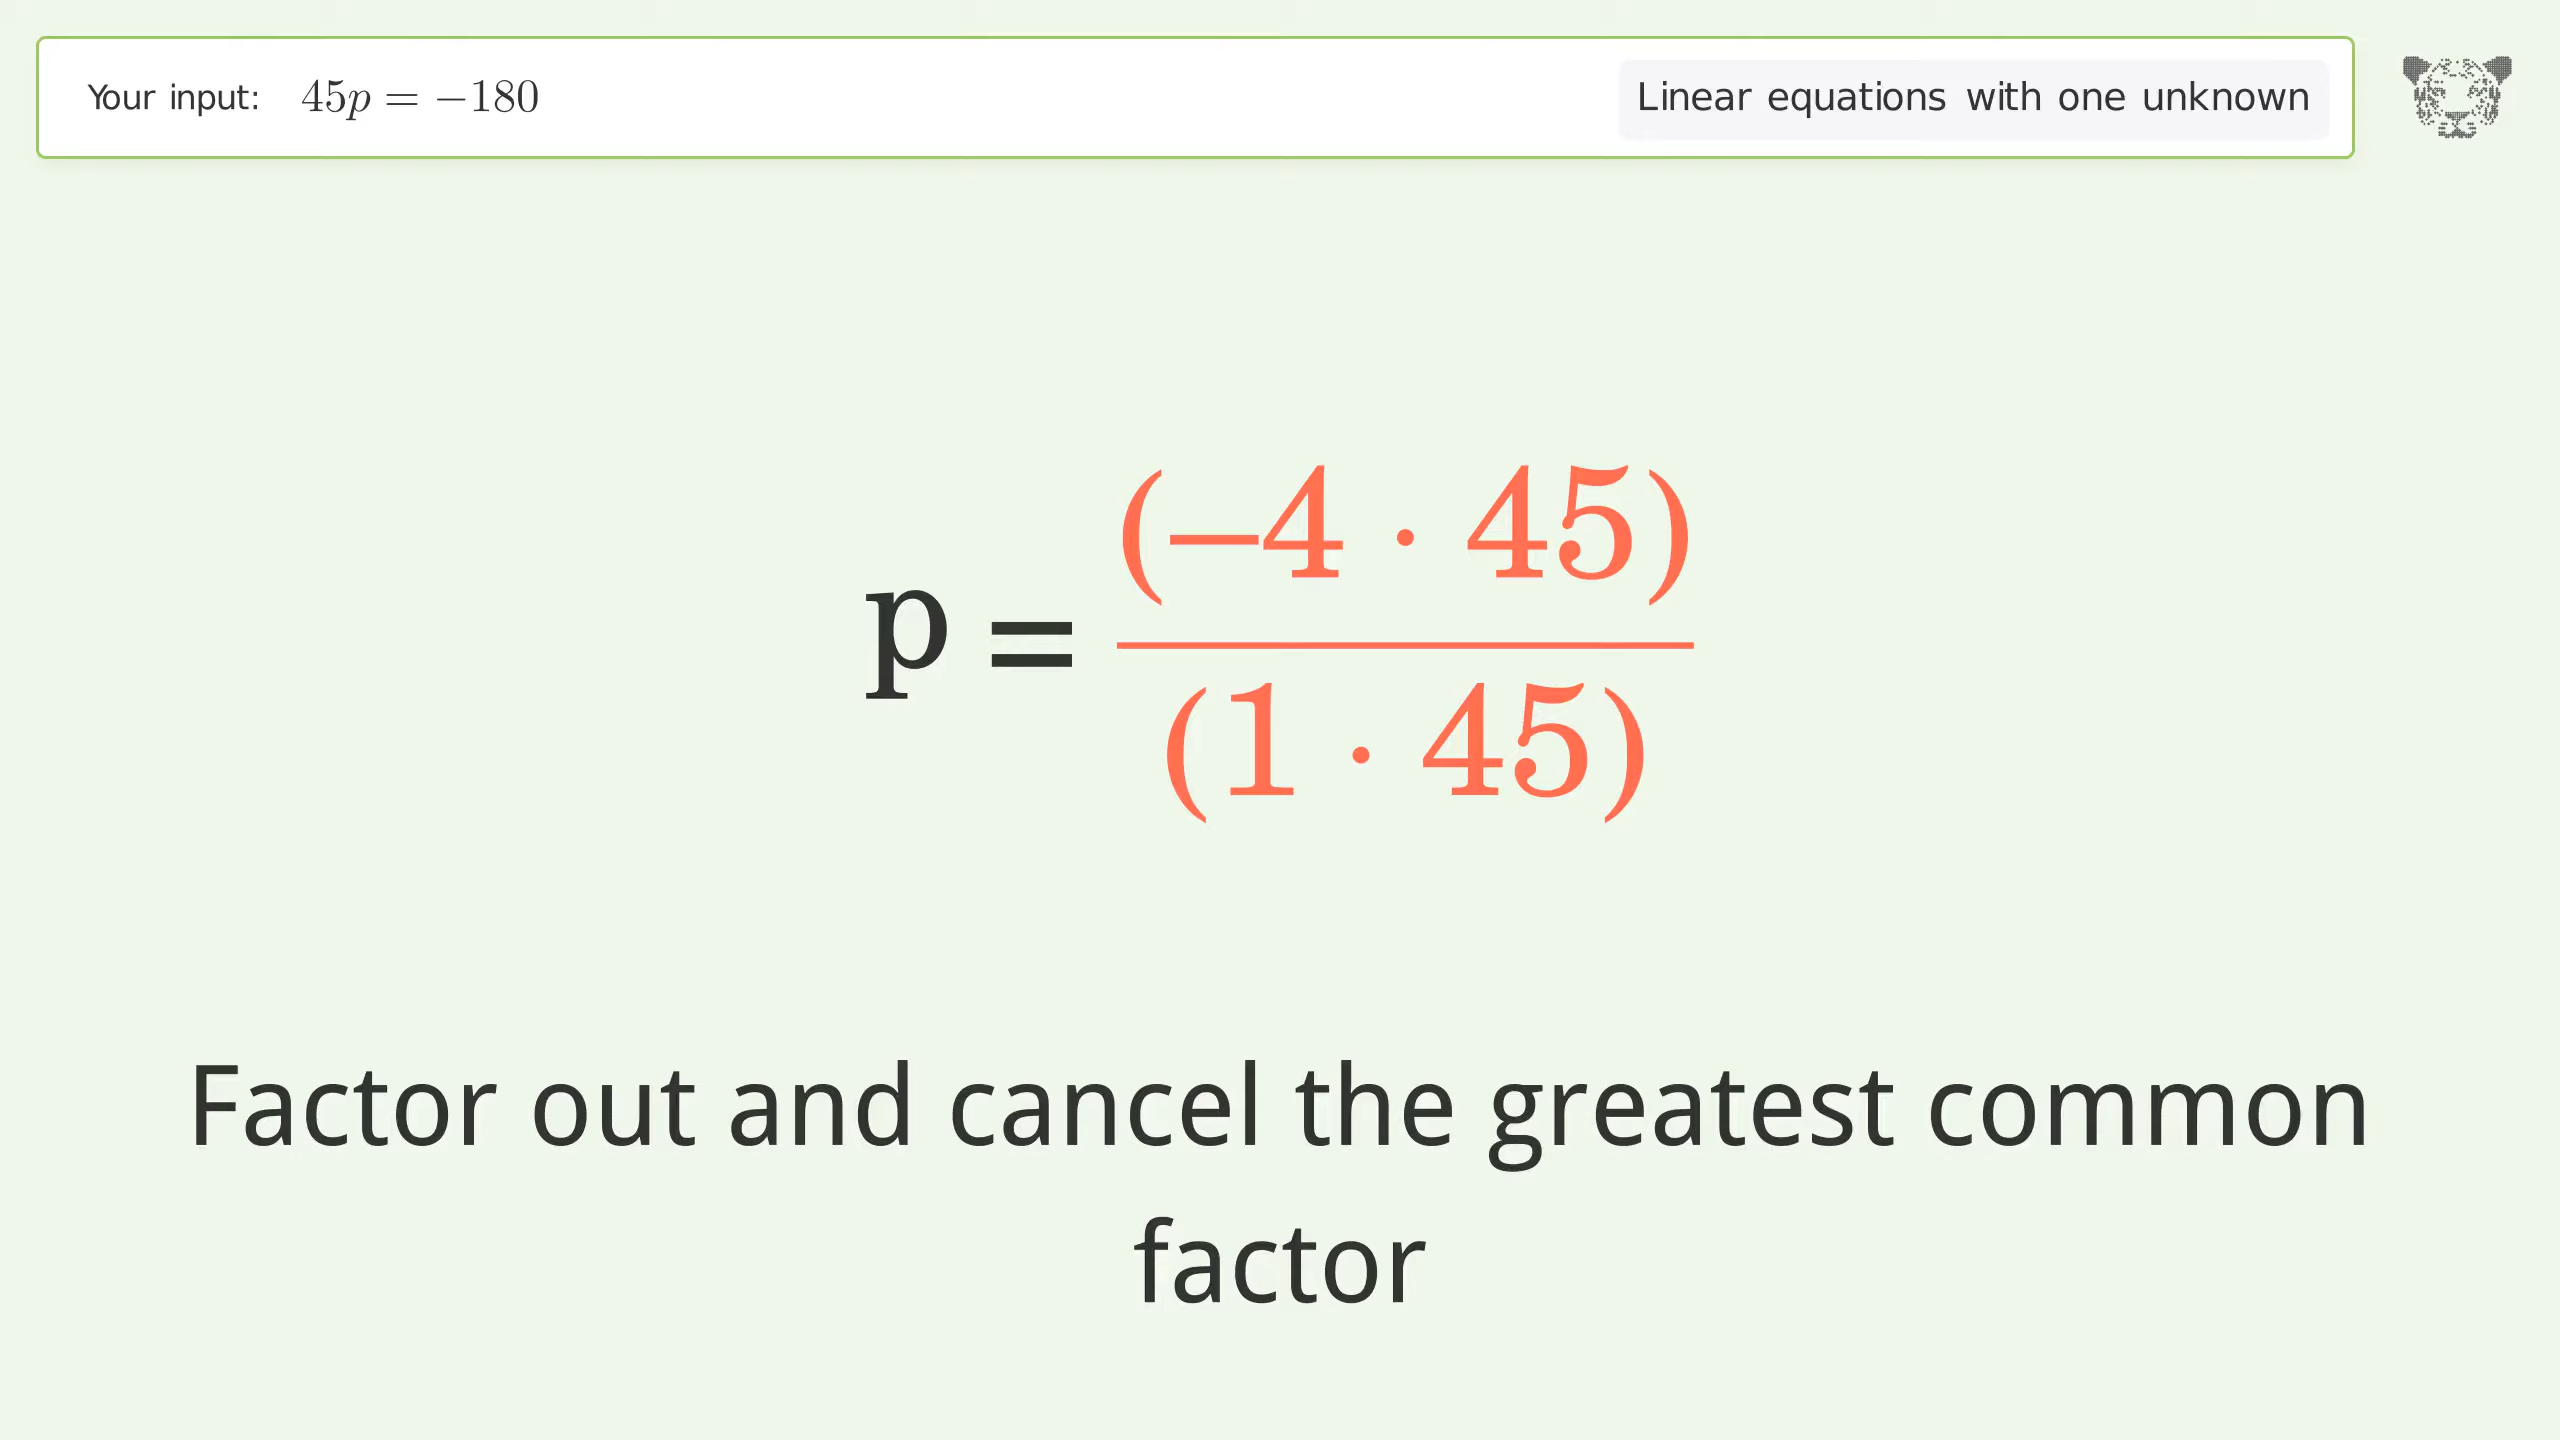 Your input: 45p = −180
Linear equations with one unknown
(−4 · 45)
p =
(1 · 45)
Factor out and cancel the greatest common
factor